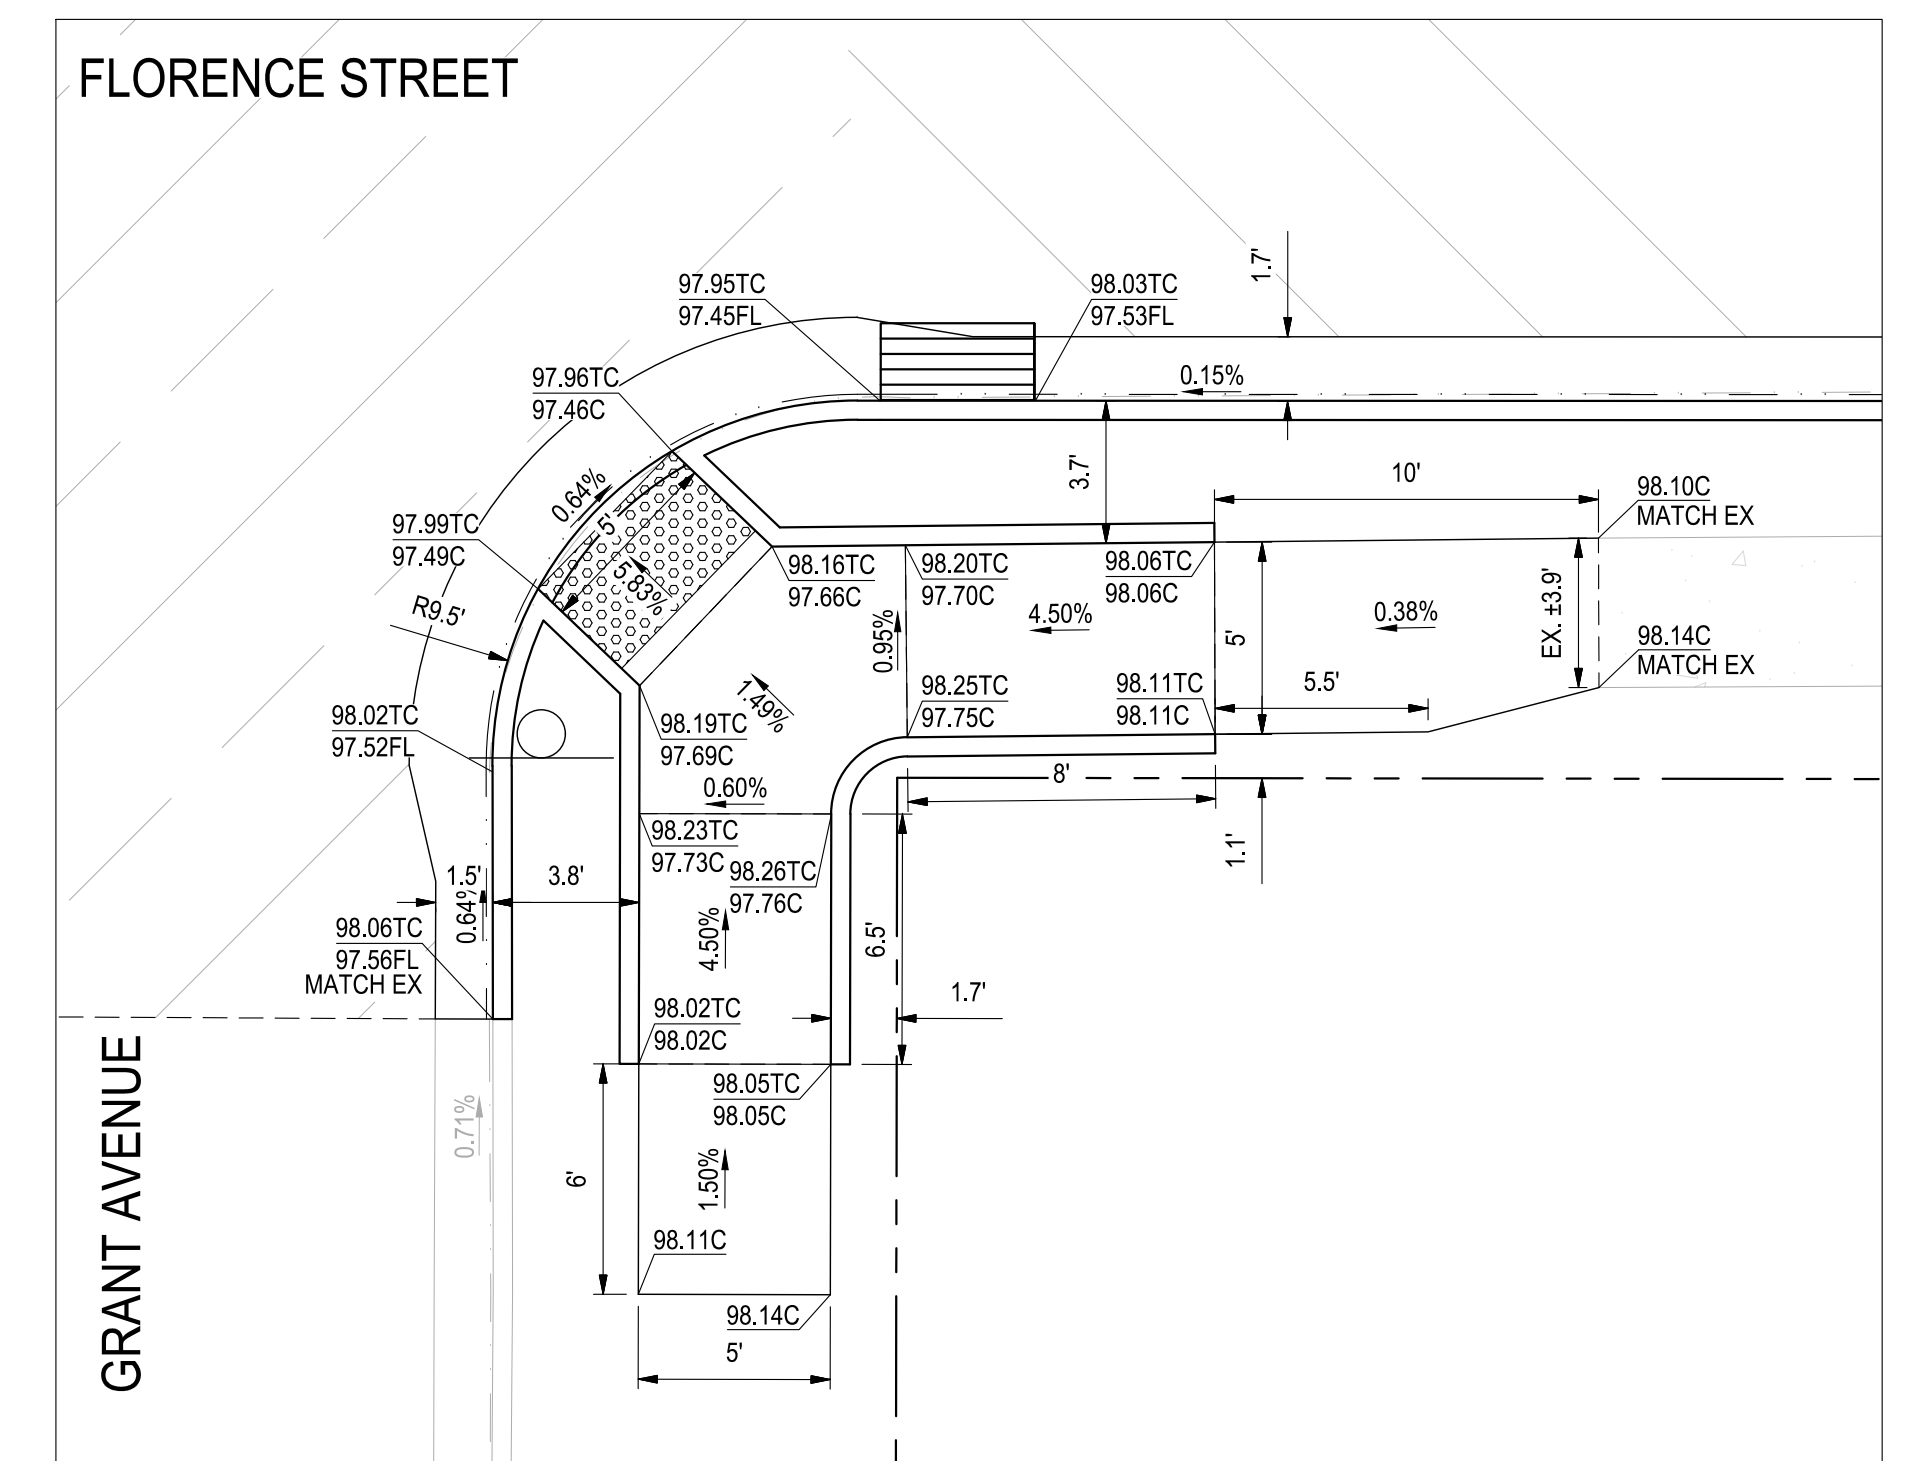 FLORENCE STREET
1.7'
97.95TC
97.45FL
98.03TC
97.53FL
0.15%
97.96TC
97.46C
0.64%
5'
3.7'
10'
98.10C
MATCH EX
97.99TC
97.49C
5.83%
98.16TC
97.66C
98.20TC
97.70C
98.06TC
98.06C
R9.5'
4.50%
0.38%
EX. ±3.9'
0.95%
5'
98.14C
MATCH EX
98.02TC
97.52FL
98.19TC
97.69C
1.49%
98.25TC
97.75C
98.11TC
98.11C
5.5'
0.60%
8'
98.23TC
97.73C
98.26TC
97.76C
1.1'
1.5'
3.8'
0.64%
4.50%
6.5'
98.06TC
97.56FL
MATCH EX
1.7'
98.02TC
98.02C
98.05TC
98.05C
GRANT AVENUE
0.71%
6'
1.50%
98.11C
98.14C
5'